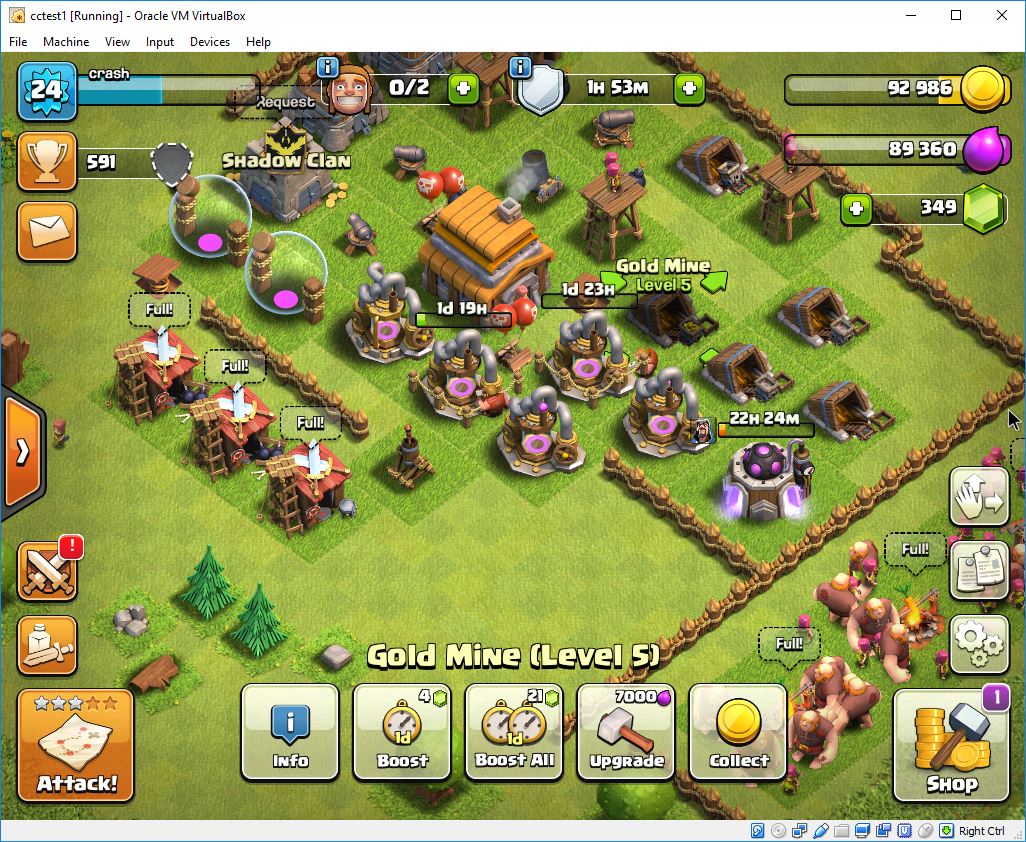 cctest1 [Running] - Oracle VM VirtualBox
File Machine View Input Devices Help
24
crash
0/2
1h 53m
92 986
Request
591
Shadow Clan
89 360
349
Gold Mine
Level 5
1d 23h
1d 19h
Full!
Full!
Full!
22h 24m
!
Full!
Full!
Gold Mine (Level 5)
Info
4
1d
Boost
21
1d
Boost All
7000
Upgrade
Collect
Attack!
1
Shop
Right Ctrl